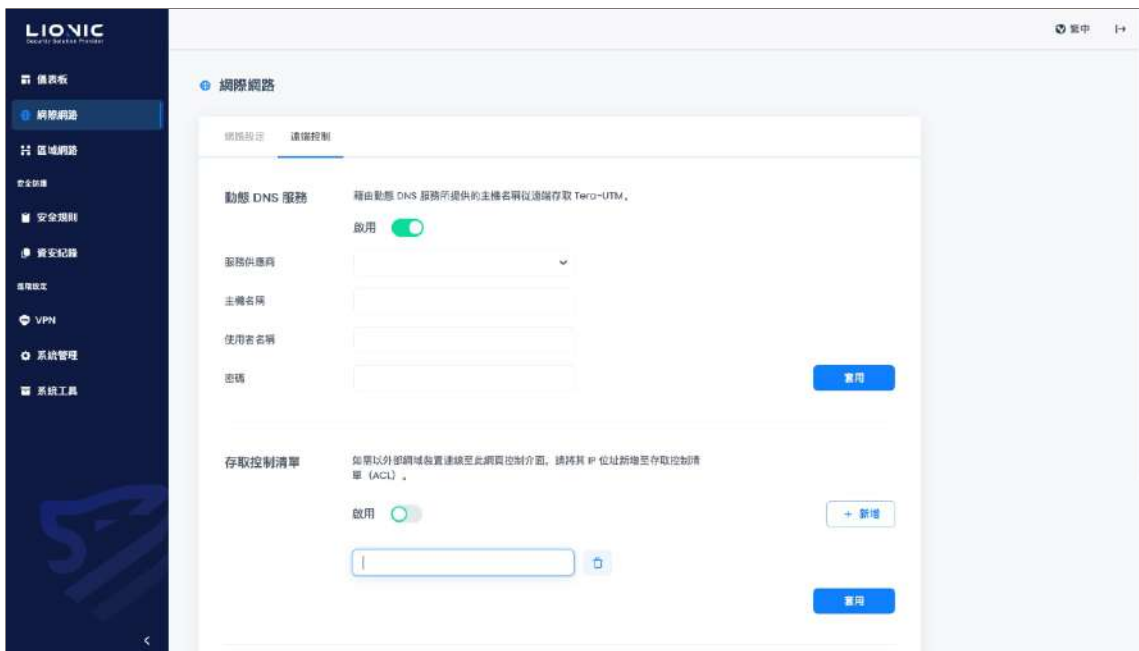 LIONIC
Security Solution Provider
繁中
儀表板
網際網路
區域網路
安全防護
安全規則
資安紀錄
進階設定
VPN
系統管理
系統工具
網際網路
網路設定
遠端控制
動態 DNS 服務
藉由動態 DNS 服務所提供的主機名稱從遠端存取 Tera-UTM。
啟用
服務供應商
主機名稱
使用者名稱
密碼
套用
存取控制清單
如需以外部網域裝置連線至此網頁控制介面，請將其 IP 位址新增至存取控制清
單（ACL）。
啟用
+ 新增
套用